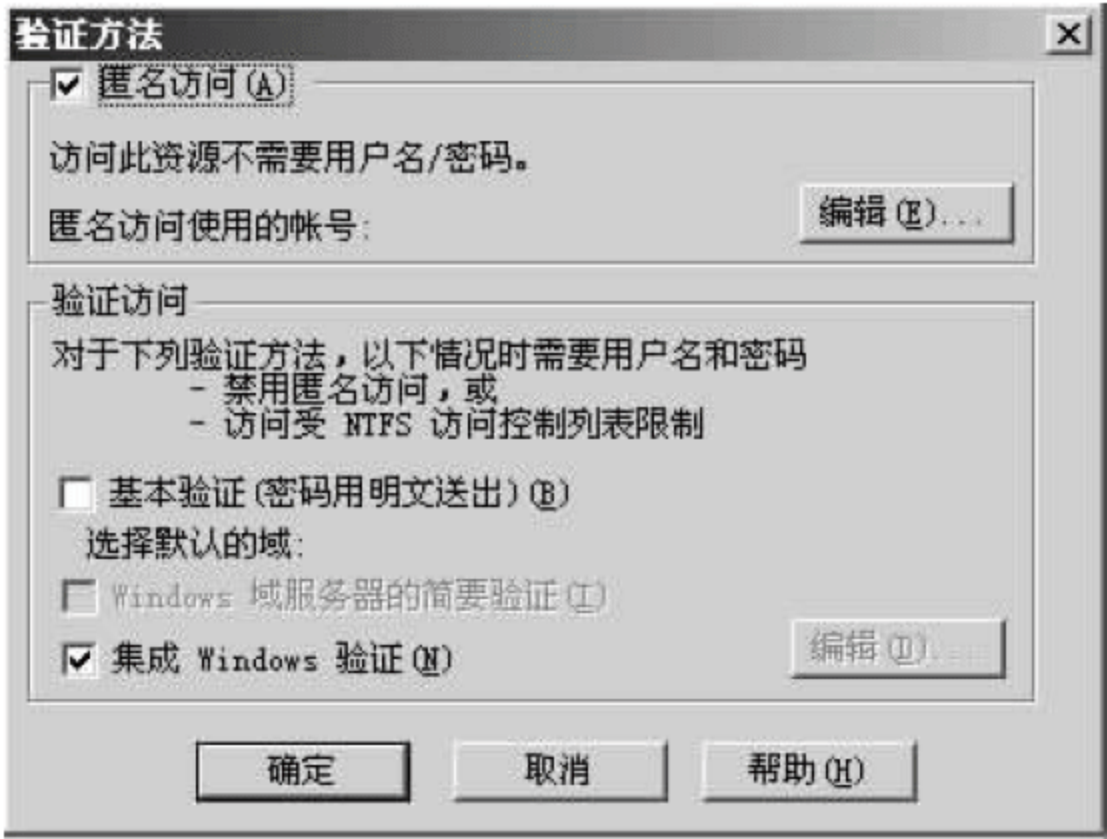 验证方法
匿名访问(A)
访问此资源不需要用户名/密码。
匿名访问使用的帐号:
编辑(E)...
验证访问
对于下列验证方法，以下情况时需要用户名和密码
- 禁用匿名访问，或
- 访问受 NTFS 访问控制列表限制
基本验证(密码用明文送出)(B)
选择默认的域:
Windows 域服务器的简要验证(I)
集成 Windows 验证(N)
编辑(D)...
确定
取消
帮助(H)